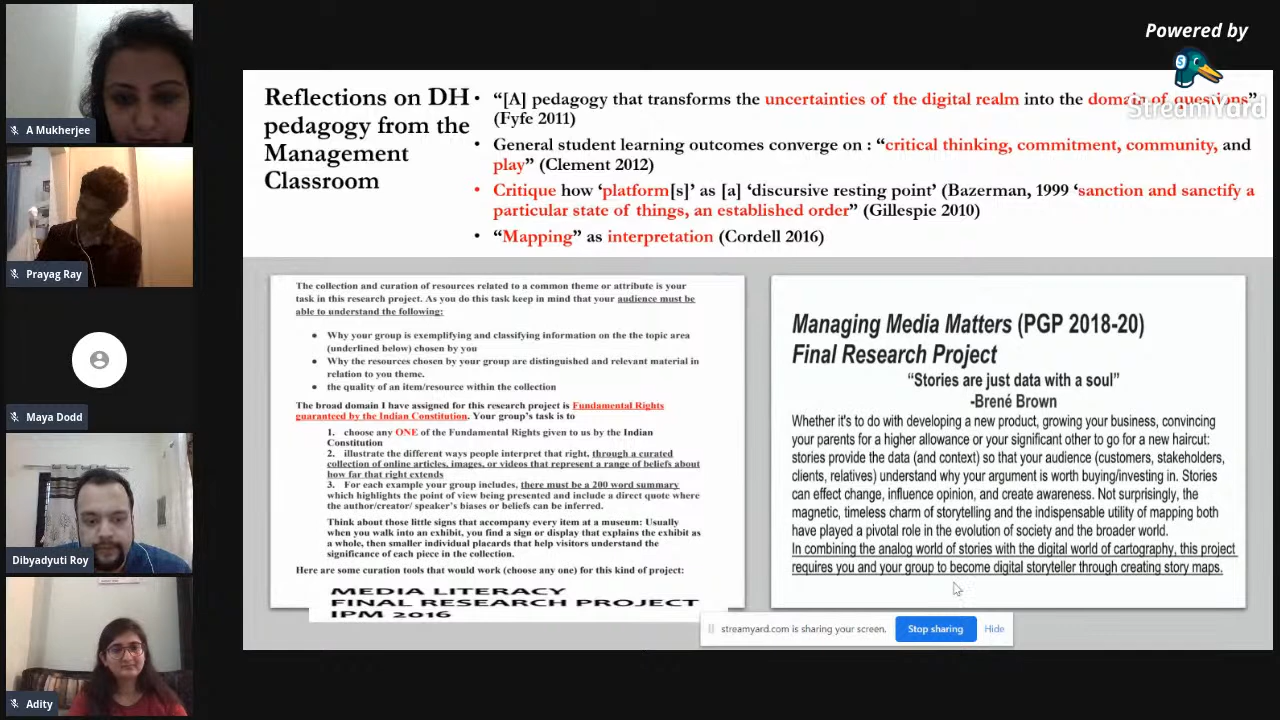 Powered by
StreamYard
A Mukherjee
Prayag Ray
Maya Dodd
Dibyadyuti Roy
Adity
Reflections on DH
pedagogy from the
Management
Classroom
• “[A] pedagogy that transforms the uncertainties of the digital realm into the domain of questions”
(Fyfe 2011)
• General student learning outcomes converge on : “critical thinking, commitment, community, and
play” (Clement 2012)
• Critique how ‘platform[s]’ as [a] ‘discursive resting point’ (Bazerman, 1999 ‘sanction and sanctify a
particular state of things, an established order” (Gillespie 2010)
• “Mapping” as interpretation (Cordell 2016)
The collection and curation of resources related to a common theme or attribute is your
task in this research project. As you do this task keep in mind that your audience must be
able to understand the following:
• Why your group is exemplifying and classifying information on the the topic area
(underlined below) chosen by you
• Why the resources chosen by your group are distinguished and relevant material in
relation to you theme.
• the quality of an item/resource within the collection
The broad domain I have assigned for this research project is Fundamental Rights
guaranteed by the Indian Constitution. Your group's task is to
1. choose any ONE of the Fundamental Rights given to us by the Indian
Constitution
2. illustrate the different ways people interpret that right, through a curated
collection of online articles, images, or videos that represent a range of beliefs about
how far that right extends
3. For each example your group includes, there must be a 200 word summary
which highlights the point of view being presented and include a direct quote where
the author/creator/ speaker's biases or beliefs can be inferred.
Think about those little signs that accompany every item at a museum: Usually
when you walk into an exhibit, you find a sign or display that explains the exhibit as
a whole, then smaller individual placards that help visitors understand the
significance of each piece in the collection.
Here are some curation tools that would work (choose any one) for this kind of project:
MEDIA LITERACY
FINAL RESEARCH PROJECT
IPM 2016
Managing Media Matters (PGP 2018-20)
Final Research Project
“Stories are just data with a soul”
-Brené Brown
Whether it's to do with developing a new product, growing your business, convincing
your parents for a higher allowance or your significant other to go for a new haircut:
stories provide the data (and context) so that your audience (customers, stakeholders,
clients, relatives) understand why your argument is worth buying/investing in. Stories
can effect change, influence opinion, and create awareness. Not surprisingly, the
magnetic, timeless charm of storytelling and the indispensable utility of mapping both
have played a pivotal role in the evolution of society and the broader world.
In combining the analog world of stories with the digital world of cartography, this project
requires you and your group to become digital storyteller through creating story maps.
streamyard.com is sharing your screen.
Stop sharing
Hide